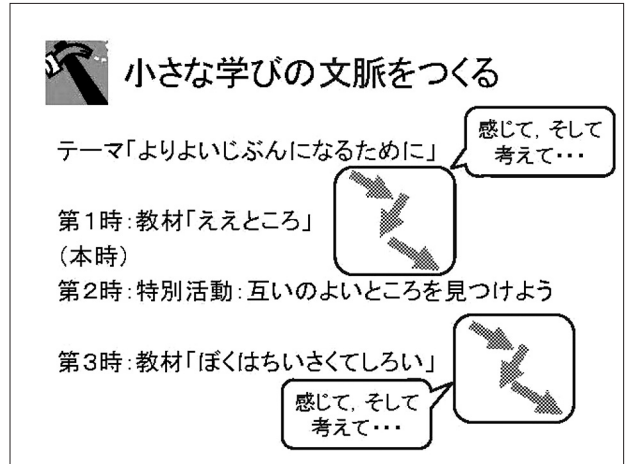 小さな学びの文脈をつくる
感じて，そして
考えて･･･
テーマ「よりよいじぶんになるために」
第１時：教材「ええところ」
（本時）
第２時：特別活動：互いのよいところを見つけよう
第３時：教材「ぼくはちいさくてしろい」
感じて，そして
考えて･･･